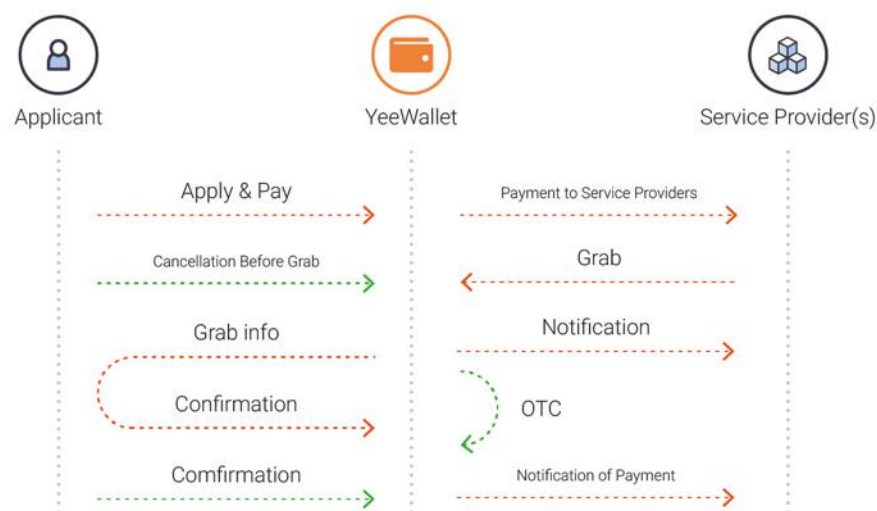 Applicant
YeeWallet
Service Provider(s)
Apply & Pay
Payment to Service Providers
Cancellation Before Grab
Grab
Grab info
Notification
Confirmation
OTC
Comfirmation
Notification of Payment